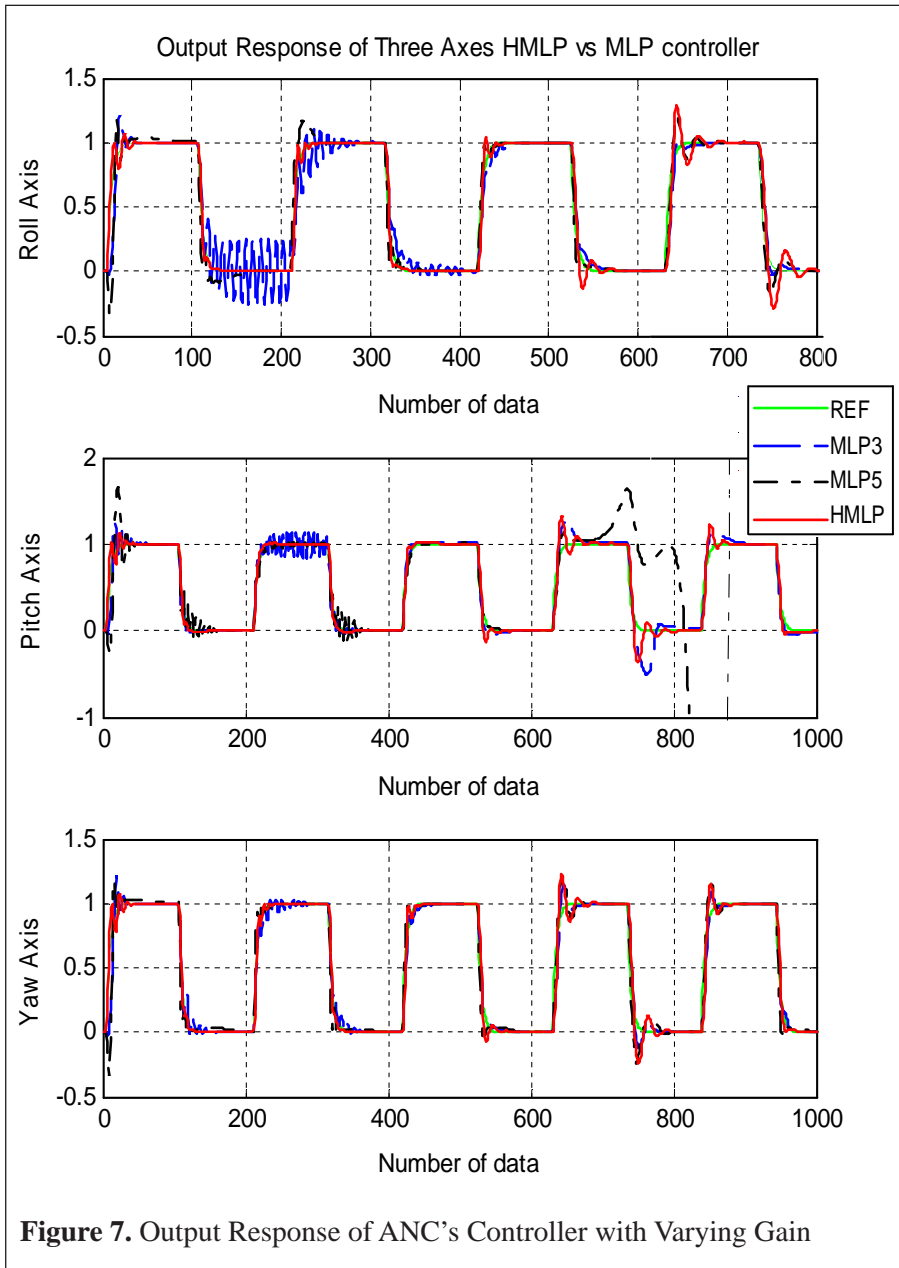 Output Response of Three Axes HMLP vs MLP controller
1.5
1
0.5
0
-0.5
Roll Axis
0 100 200 300 400 500 600 700 800
Number of data
REF
MLP3
MLP5
HMLP
2
1
0
-1
Pitch Axis
0 200 400 600 800 1000
Number of data
1.5
1
0.5
0
-0.5
Yaw Axis
0 200 400 600 800 1000
Number of data
Figure 7. Output Response of ANC's Controller with Varying Gain